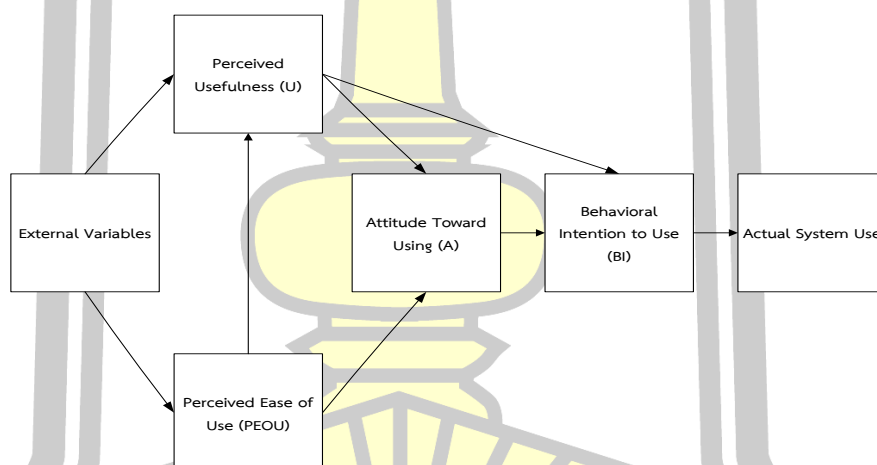 Perceived
Usefulness (U)
External Variables
Attitude Toward
Using (A)
Behavioral
Intention to Use
(BI)
Actual System Use
Perceived Ease of
Use (PEOU)